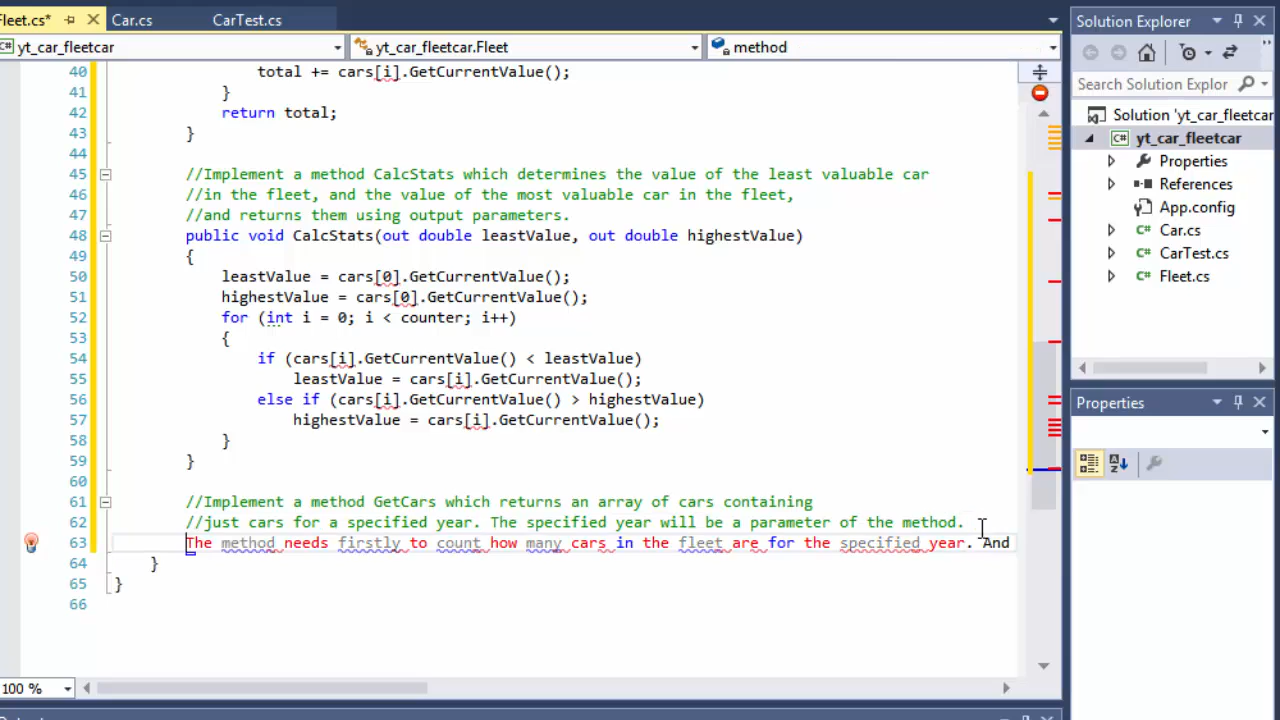 Fleet.cs*
Car.cs
CarTest.cs
Solution Explorer
yt_car_fleetcar
yt_car_fleetcar.Fleet
method
Search Solution Explor
Solution 'yt_car_fleetcar
yt_car_fleetcar
Properties
References
App.config
Car.cs
CarTest.cs
Fleet.cs
Properties
40 total += cars[i].GetCurrentValue();
41 }
42 return total;
43 }
44
45 //Implement a method CalcStats which determines the value of the least valuable car
46 //in the fleet, and the value of the most valuable car in the fleet,
47 //and returns them using output parameters.
48 public void CalcStats(out double leastValue, out double highestValue)
49 {
50 leastValue = cars[0].GetCurrentValue();
51 highestValue = cars[0].GetCurrentValue();
52 for (int i = 0; i < counter; i++)
53 {
54 if (cars[i].GetCurrentValue() < leastValue)
55 leastValue = cars[i].GetCurrentValue();
56 else if (cars[i].GetCurrentValue() > highestValue)
57 highestValue = cars[i].GetCurrentValue();
58 }
59 }
60
61 //Implement a method GetCars which returns an array of cars containing
62 //just cars for a specified year. The specified year will be a parameter of the method.
63 The method needs firstly to count how many cars in the fleet are for the specified year. And
64 }
65 }
66
100 %